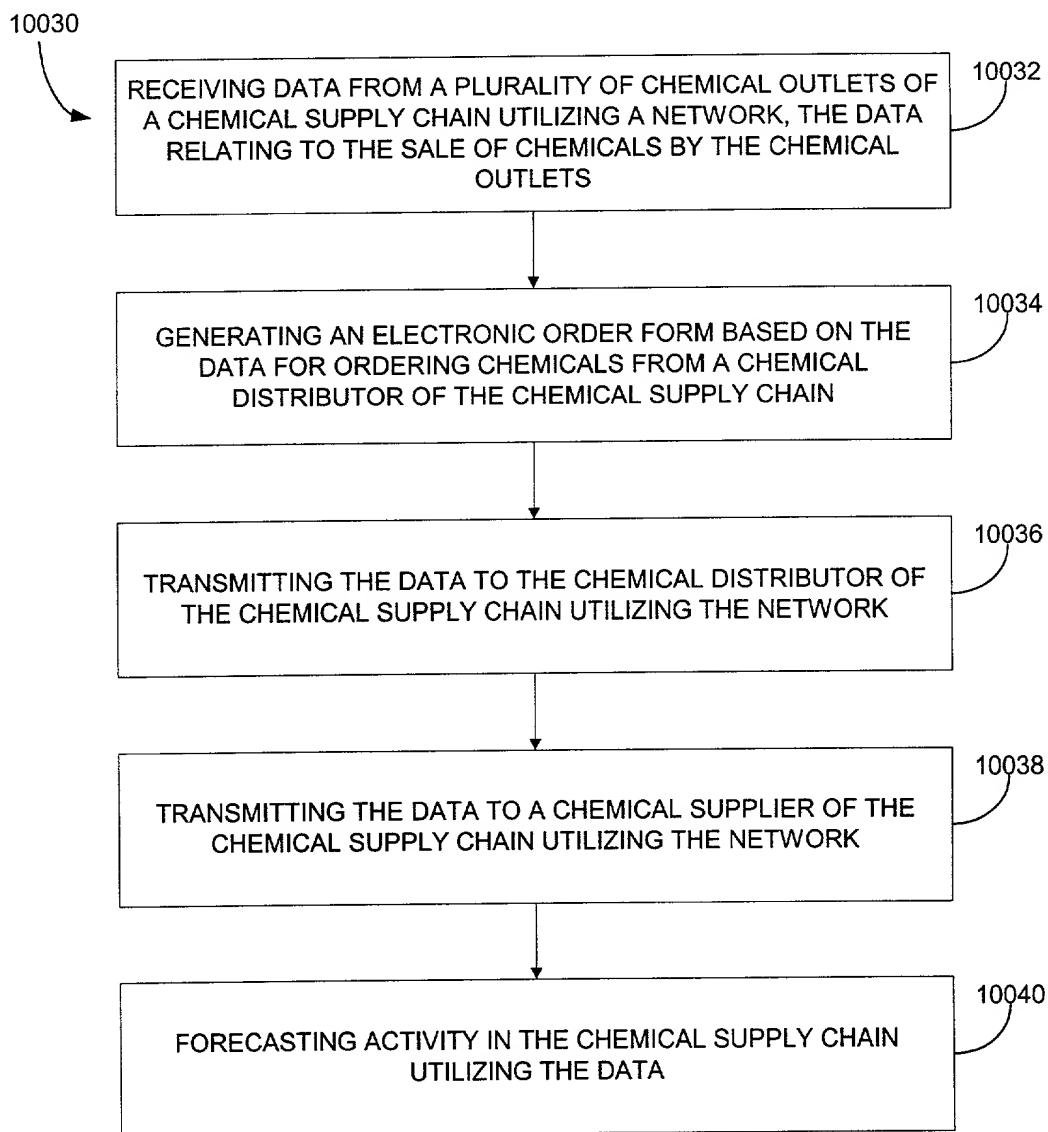 10030
RECEIVING DATA FROM A PLURALITY OF CHEMICAL OUTLETS OF
A CHEMICAL SUPPLY CHAIN UTILIZING A NETWORK, THE DATA
RELATING TO THE SALE OF CHEMICALS BY THE CHEMICAL
OUTLETS
10032
GENERATING AN ELECTRONIC ORDER FORM BASED ON THE
DATA FOR ORDERING CHEMICALS FROM A CHEMICAL
DISTRIBUTOR OF THE CHEMICAL SUPPLY CHAIN
10034
TRANSMITTING THE DATA TO THE CHEMICAL DISTRIBUTOR OF
THE CHEMICAL SUPPLY CHAIN UTILIZING THE NETWORK
10036
TRANSMITTING THE DATA TO A CHEMICAL SUPPLIER OF THE
CHEMICAL SUPPLY CHAIN UTILIZING THE NETWORK
10038
FORECASTING ACTIVITY IN THE CHEMICAL SUPPLY CHAIN
UTILIZING THE DATA
10040